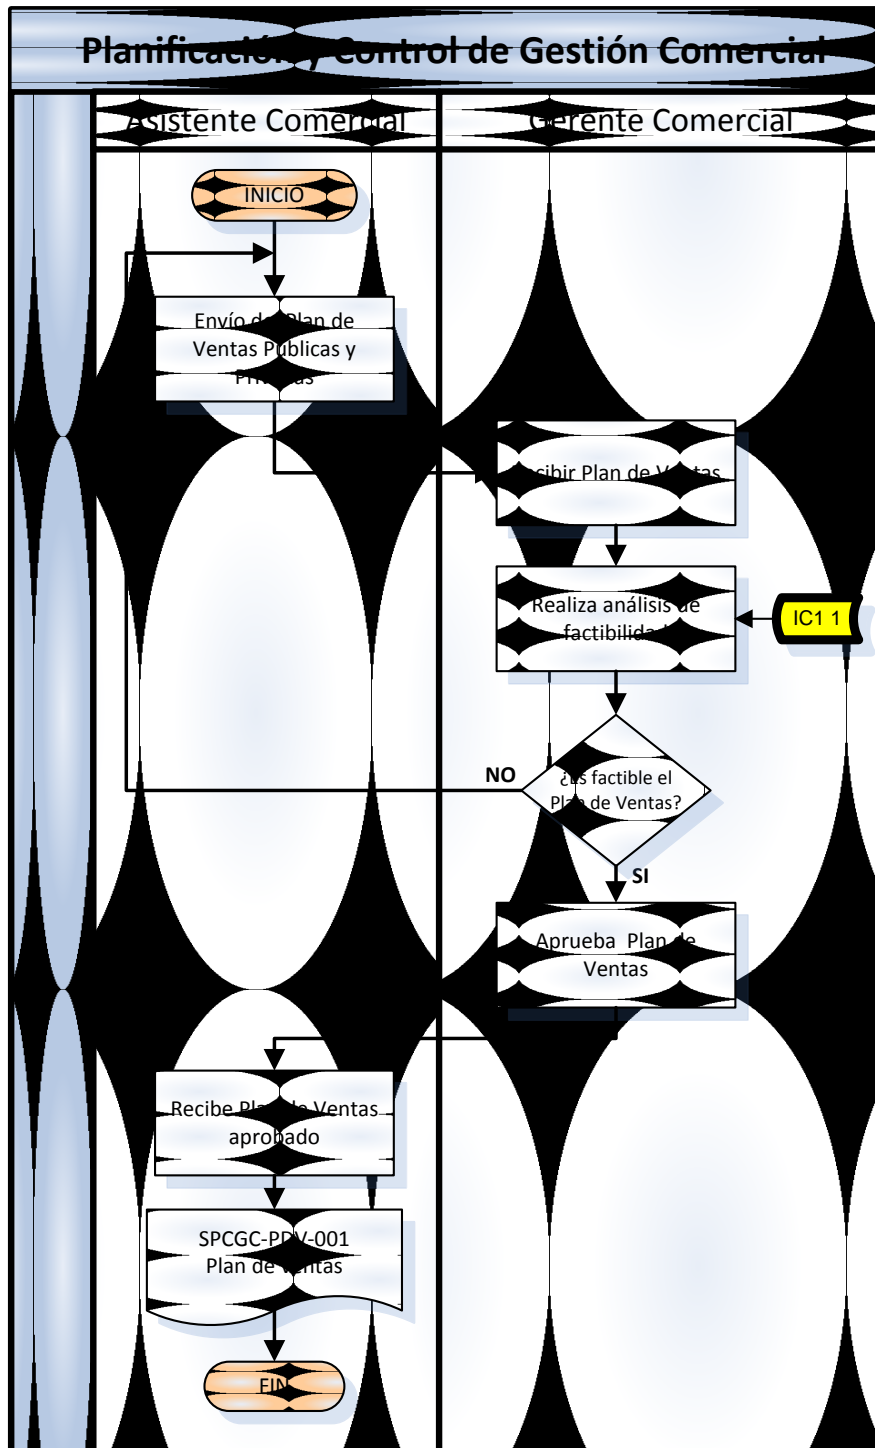 Planificación y Control de Gestión Comercial
Asistente Comercial
Gerente Comercial
INICIO
Envío del Plan de
Ventas Públicas y
Privadas
Recibir Plan de Ventas
Realiza análisis de
factibilidad
IC1 1
¿Es factible el
Plan de Ventas?
NO
SI
Aprueba Plan de
Ventas
Recibe Plan de Ventas
aprobado
SPCGC-PDV-001
Plan de ventas
FIN